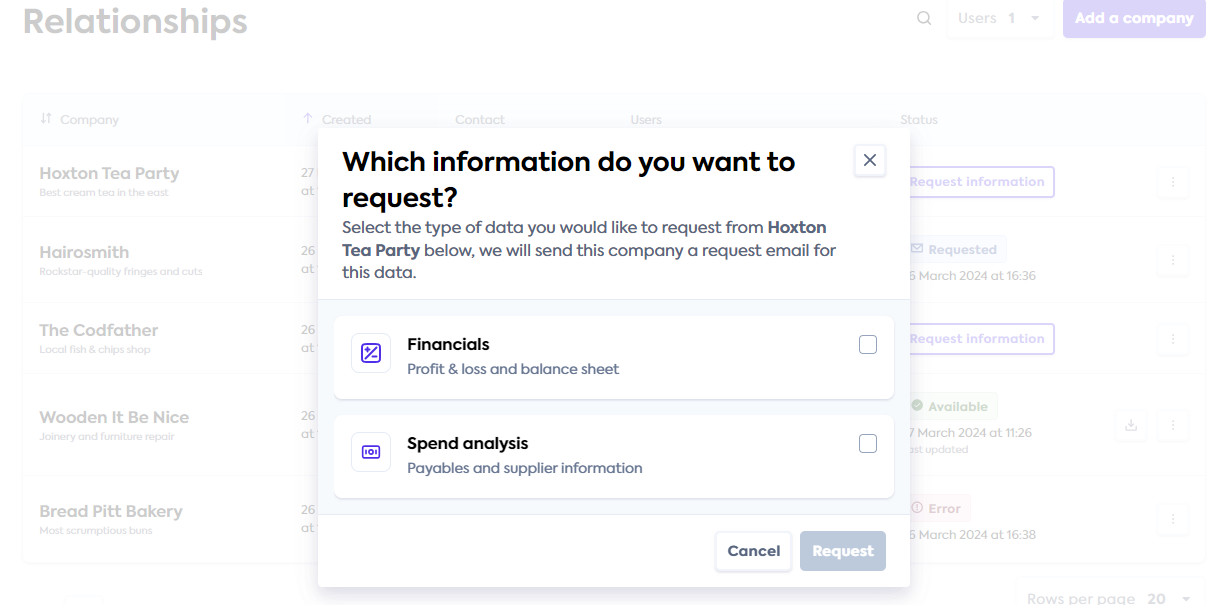 Relationships
Users 1
Add a company
Company
Created
Contact
Users
Status
Hoxton Tea Party
Best cream tea in the east
27
at
Request information
Hairosmith
Rockstar-quality fringes and cuts
26
at
Requested
March 2024 at 16:36
The Codfather
Local fish & chips shop
26
at
Request information
Wooden It Be Nice
Joinery and furniture repair
26
at
Available
March 2024 at 11:26
updated
Bread Pitt Bakery
Most scrumptious buns
26
at
Error
March 2024 at 16:38
Which information do you want to
request?
Select the type of data you would like to request from Hoxton
Tea Party below, we will send this company a request email for
this data.
Financials
Profit & loss and balance sheet
Spend analysis
Payables and supplier information
Cancel
Request
Rows per page 20